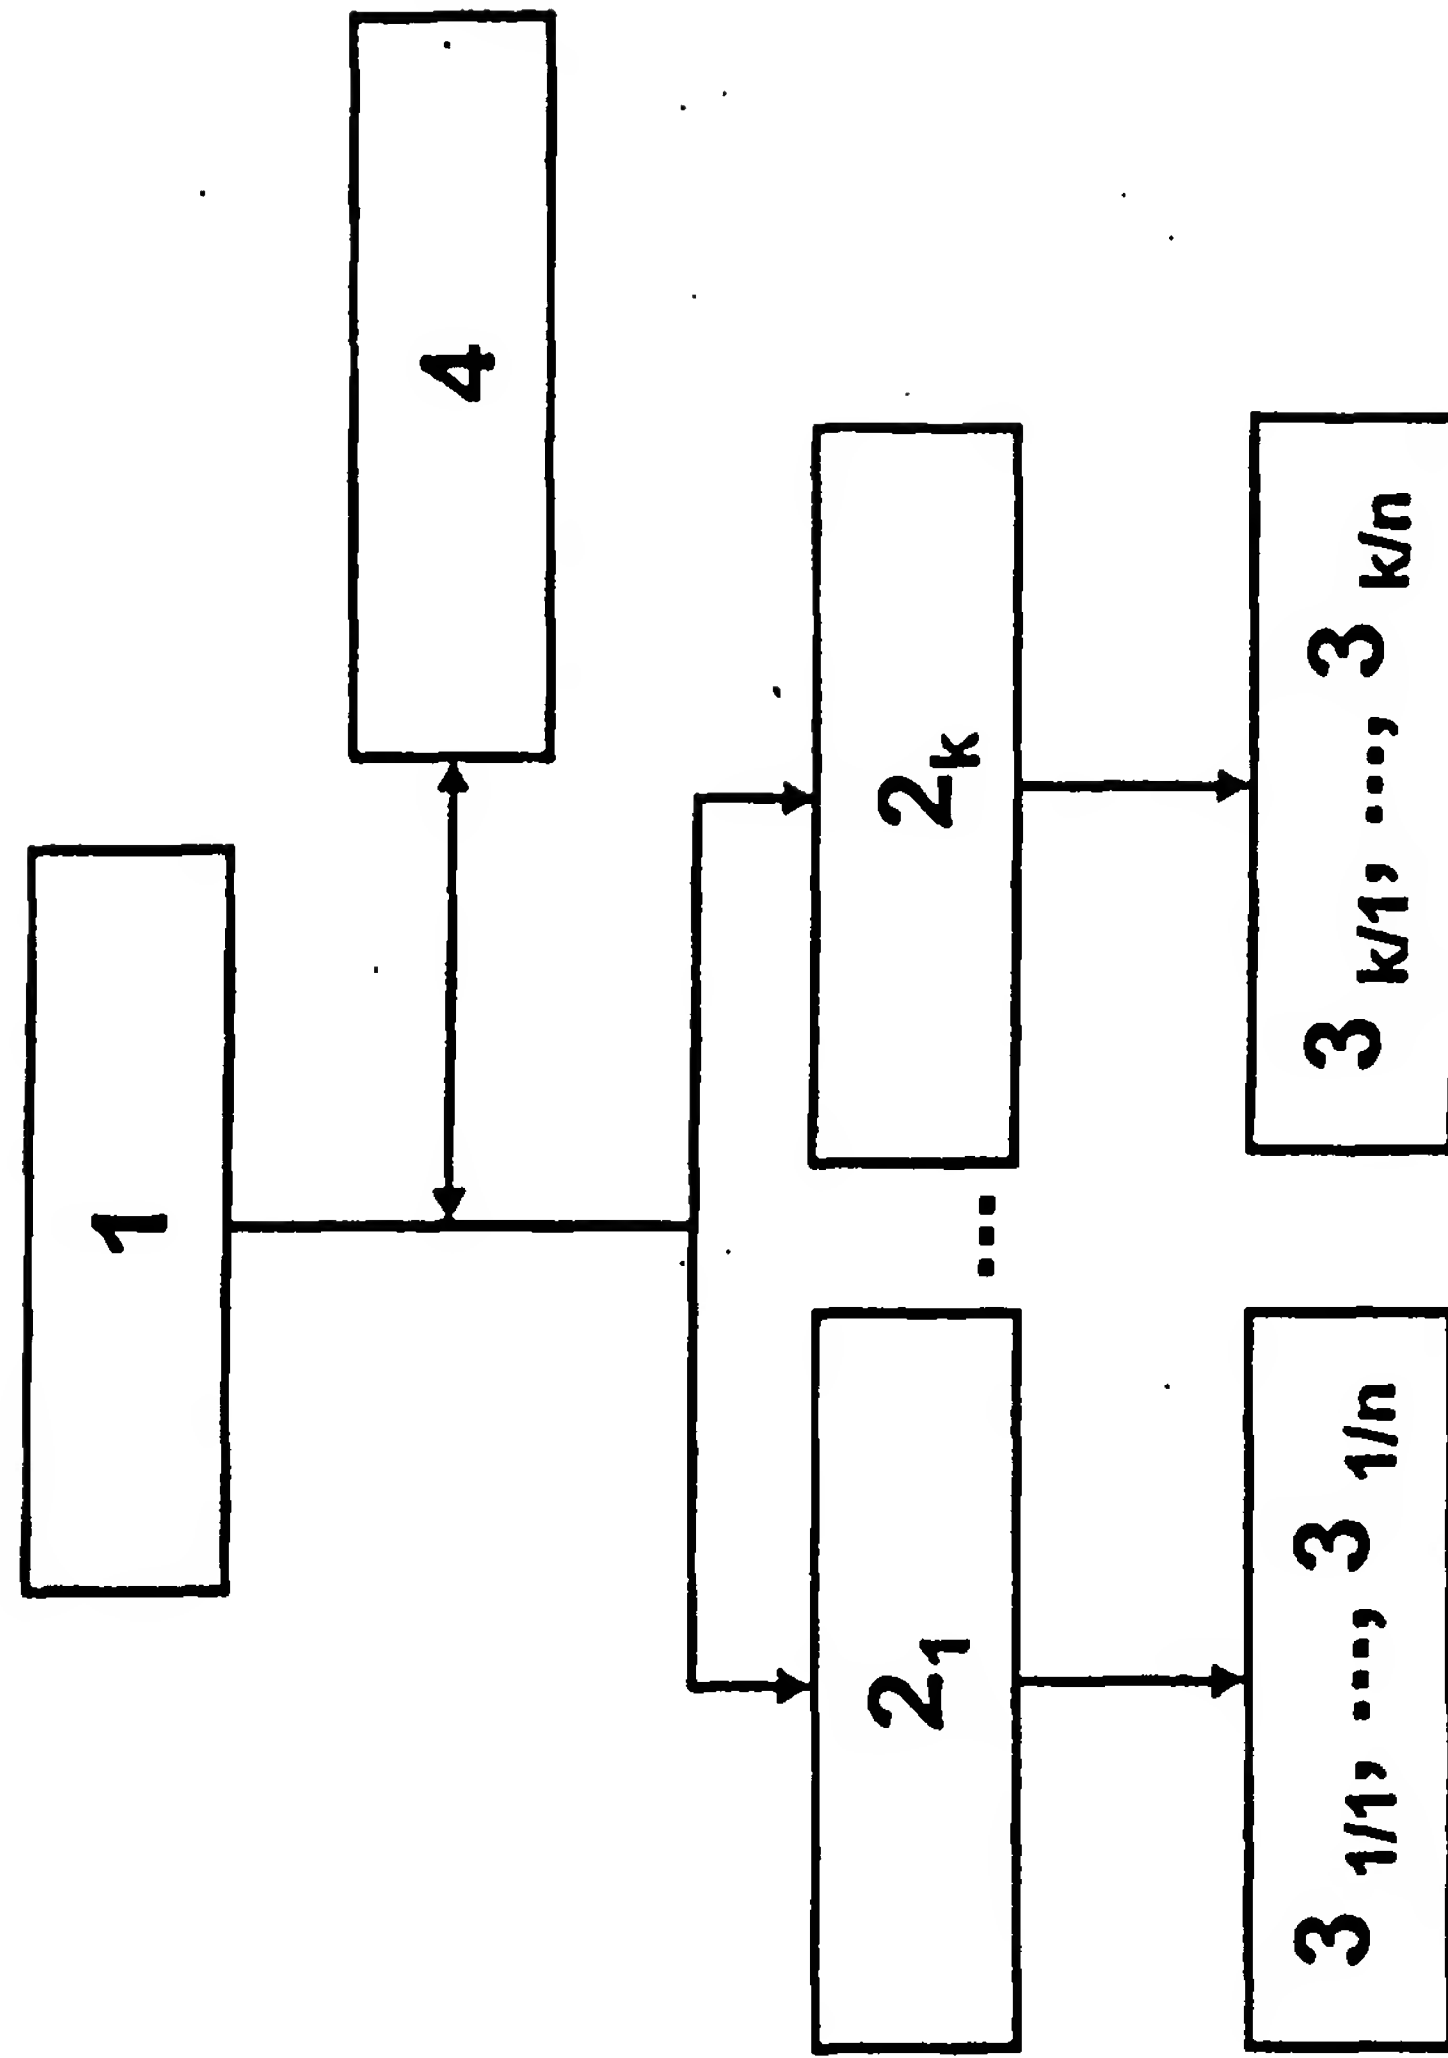 1
4
2₁ ... 2ₖ
3 1/1, ..., 3 1/n
3 k/1, ..., 3 k/n